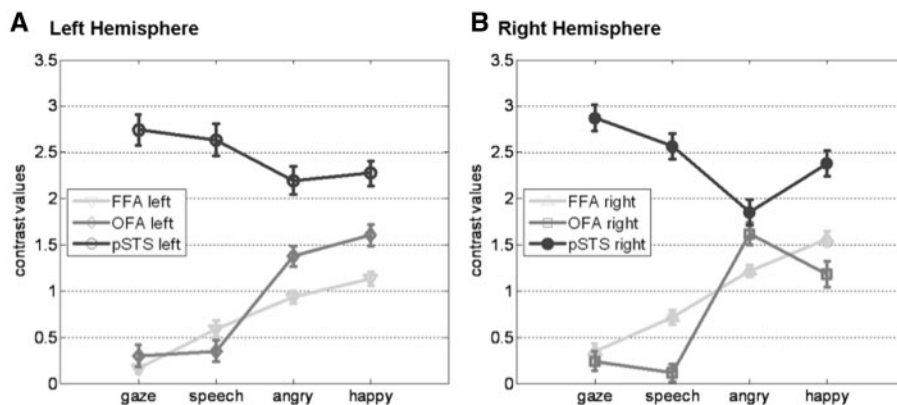 A Left Hemisphere
contrast values
3.5
3
2.5
2
1.5
1
0.5
0
FFA left
OFA left
pSTS left
gaze speech angry happy
B Right Hemisphere
contrast values
3.5
3
2.5
2
1.5
1
0.5
0
FFA right
OFA right
pSTS right
gaze speech angry happy